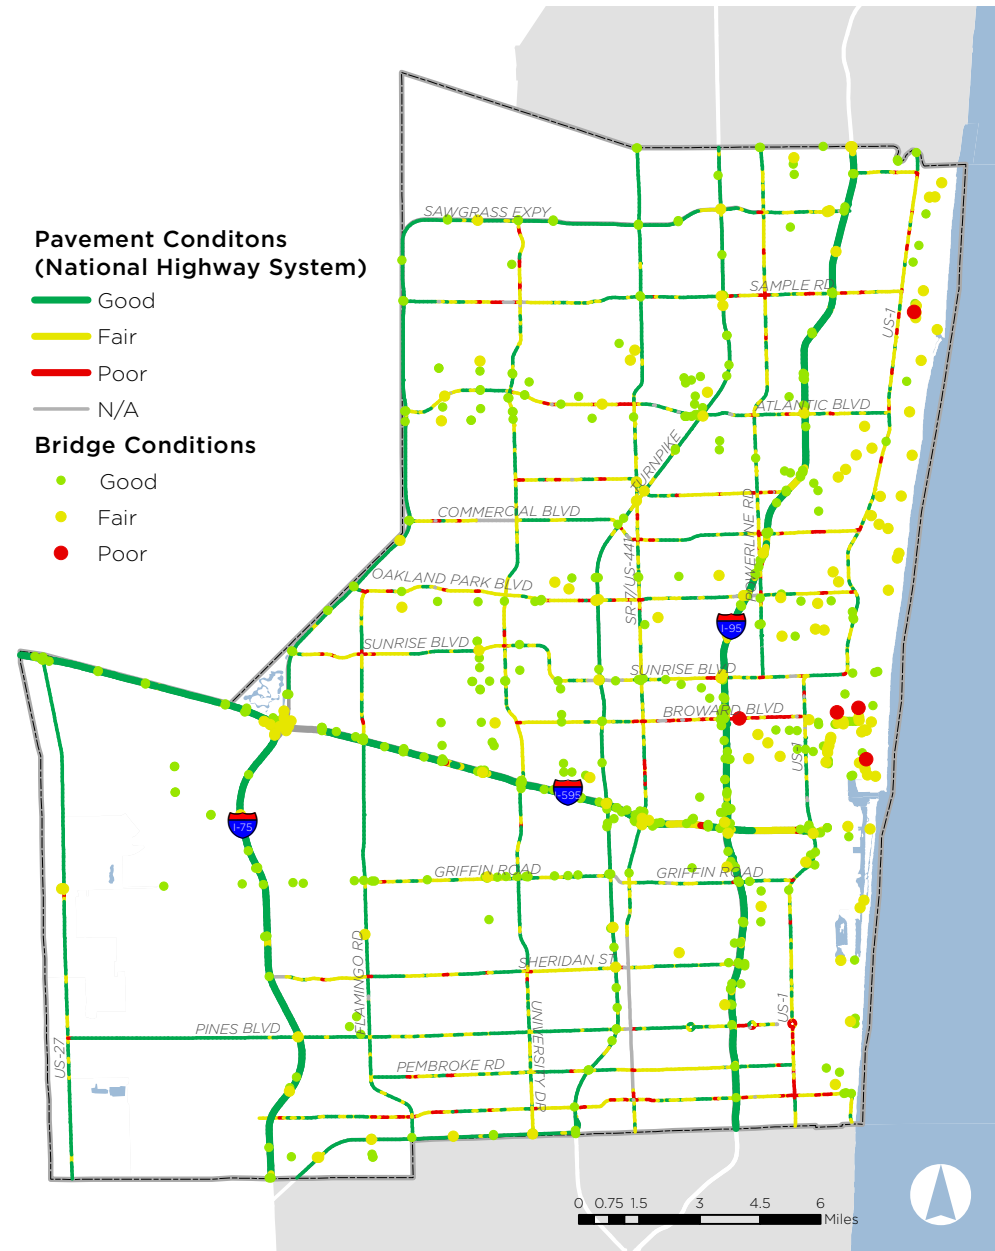 SAWGRASS EXPY
Pavement Conditons
(National Highway System)
Good
Fair
Poor
N/A
Bridge Conditions
Good
Fair
Poor
SAMPLE RD
US-1
ATLANTIC BLVD
TURNPIKE
COMMERCIAL BLVD
POWERLINE RD
SR-7/US-441
OAKLAND PARK BLVD
I-95
SUNRISE BLVD
SUNRISE BLVD
BROWARD BLVD
US-1
I-595
I-75
GRIFFIN ROAD
GRIFFIN ROAD
FLAMINGO RD
SHERIDAN ST
US-1
PINES BLVD
UNIVERSITY DR
US-27
PEMBROKE RD
0 0.75 1.5 3 4.5 6
Miles